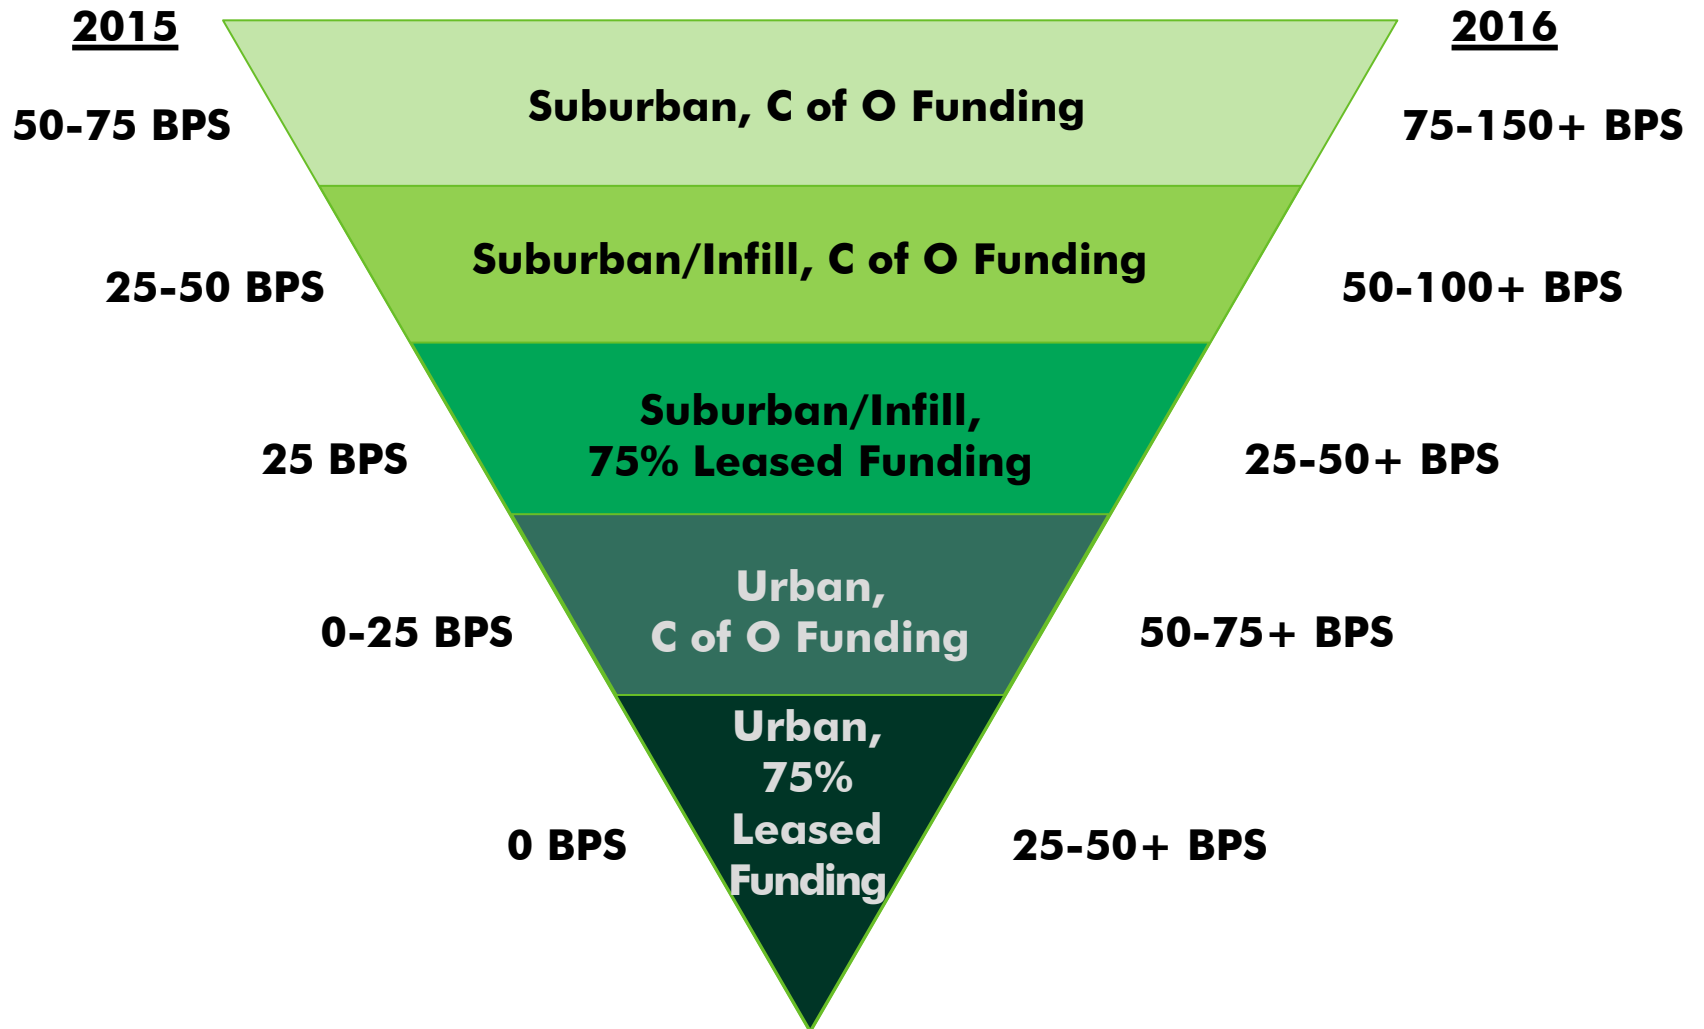 2015
2016
Suburban, C of O Funding
50-75 BPS
75-150+ BPS
Suburban/Infill, C of O Funding
25-50 BPS
50-100+ BPS
Suburban/Infill,
75% Leased Funding
25 BPS
25-50+ BPS
Urban,
C of O Funding
0-25 BPS
50-75+ BPS
Urban,
75%
Leased
Funding
0 BPS
25-50+ BPS